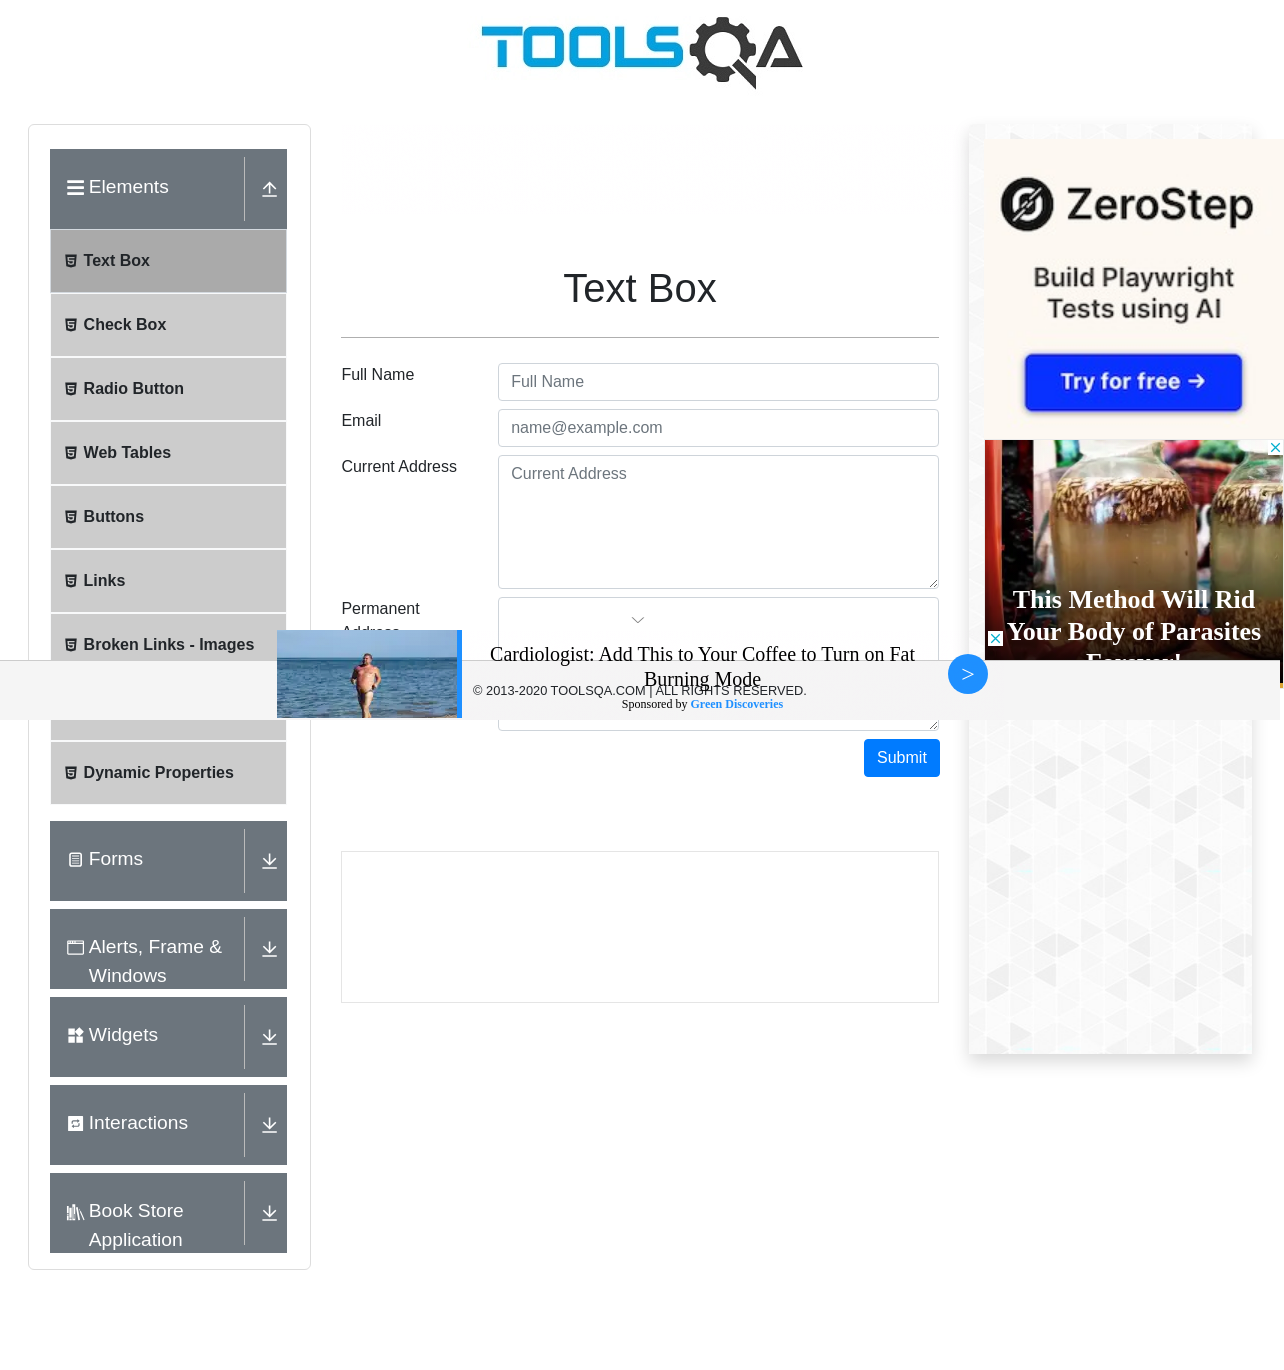 TOOLSQA
Elements
Text Box
Check Box
Radio Button
Web Tables
Buttons
Links
Broken Links - Images
Dynamic Properties
Forms
Alerts, Frame &
Windows
Widgets
Interactions
Book Store
Application
Text Box
Full Name
Full Name
Email
name@example.com
Current Address
Current Address
Permanent
Address
Cardiologist: Add This to Your Coffee to Turn on Fat
Burning Mode
Sponsored by Green Discoveries
>
© 2013-2020 TOOLSQA.COM | ALL RIGHTS RESERVED.
Submit
ZeroStep
Build Playwright
Tests using AI
Try for free →
This Method Will Rid
Your Body of Parasites
Forever!